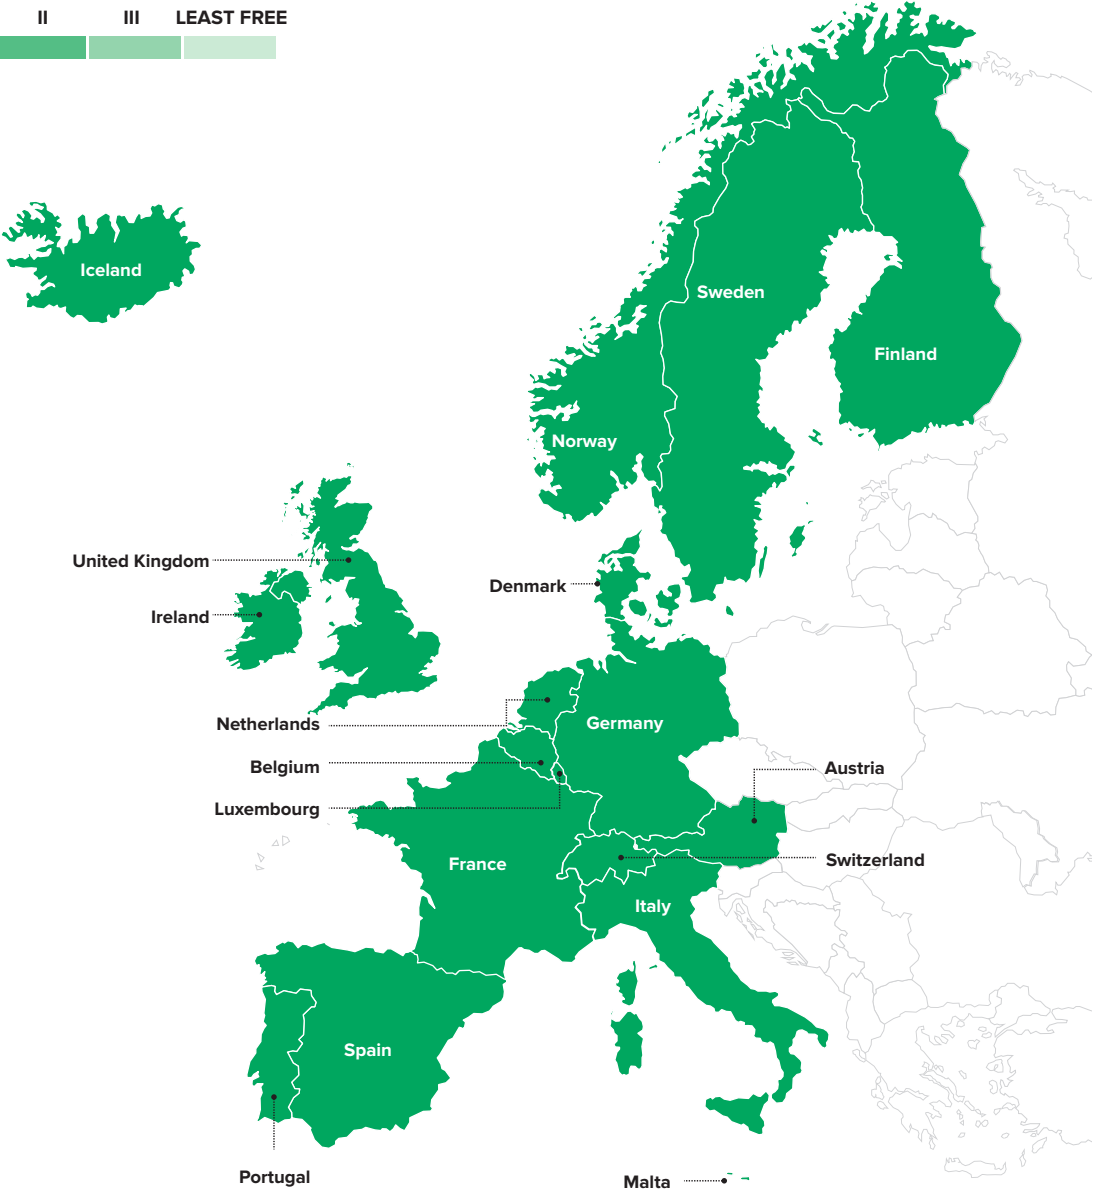 II III LEAST FREE
Iceland
Sweden
Finland
Norway
United Kingdom
Denmark
Ireland
Netherlands
Germany
Belgium
Austria
Luxembourg
France
Switzerland
Italy
Spain
Portugal
Malta